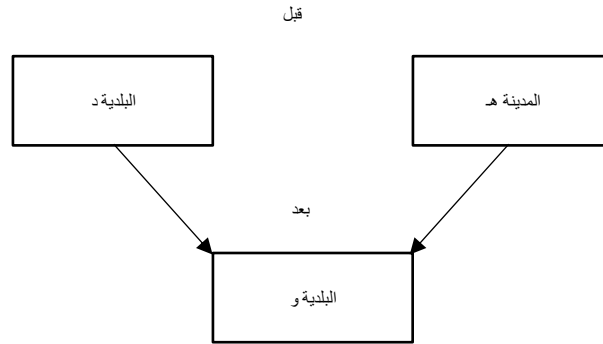 قبل
المدينة هـ
البلدية د
بعد
البلدية و